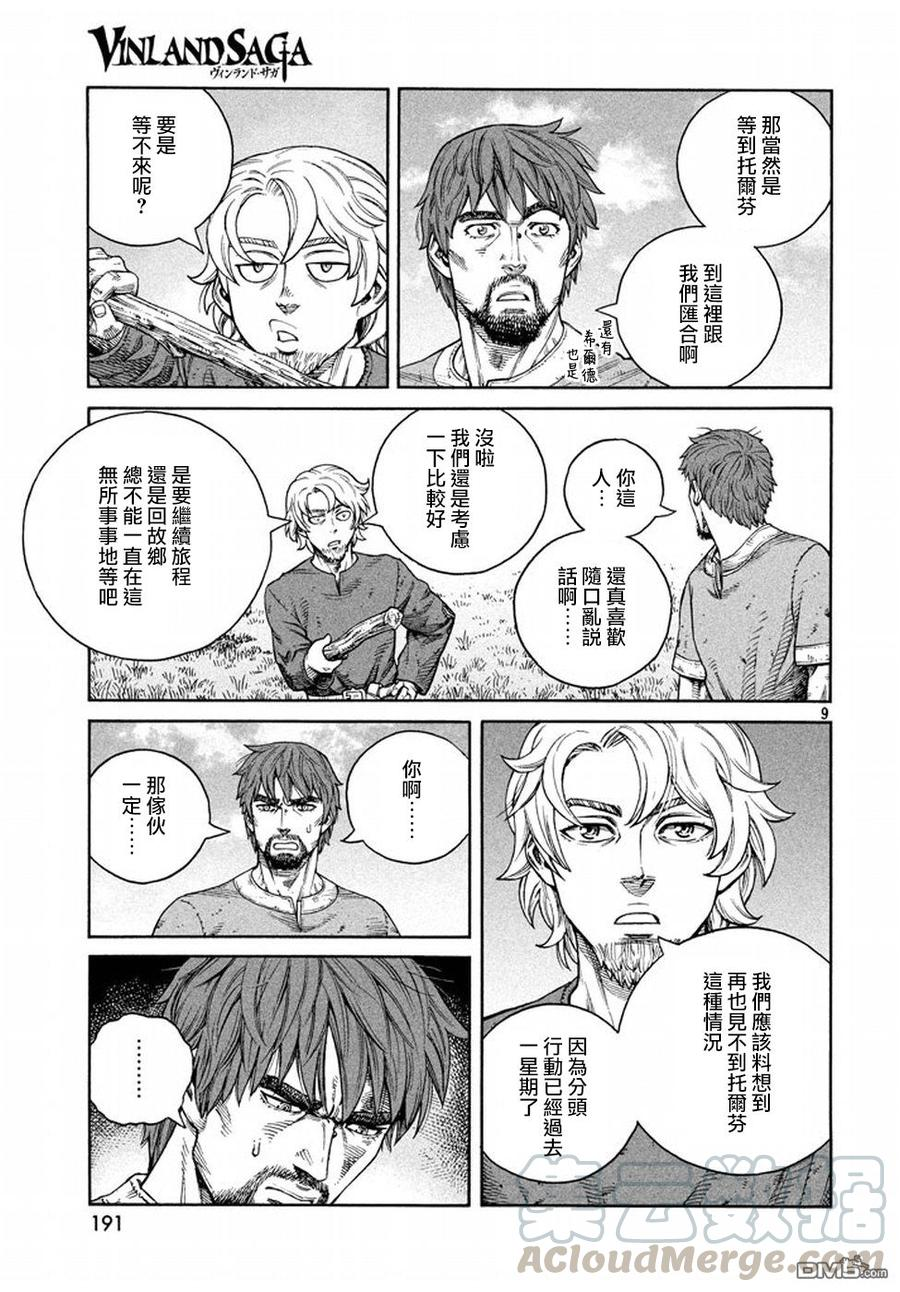 VINLAND SAGA
ヴィンランド・サガ
那當然是
等到托爾芬
到這裡跟
我們匯合啊
還有
希爾德
也是
要是
等不來呢?
你這
人…
還真喜歡
隨口亂説
話啊……
沒啦
我們還是考慮
一下比較好
是要繼續旅程
還是回故鄉
總不能一直在這
無所事事地等吧
9
我們應該料想到
再也見不到托爾芬
這種情況
因為分頭
行動已經過去
一星期了
你啊……
那傢伙
一定……
………
191
集云数据
ACloudMerge.com
DM5.com